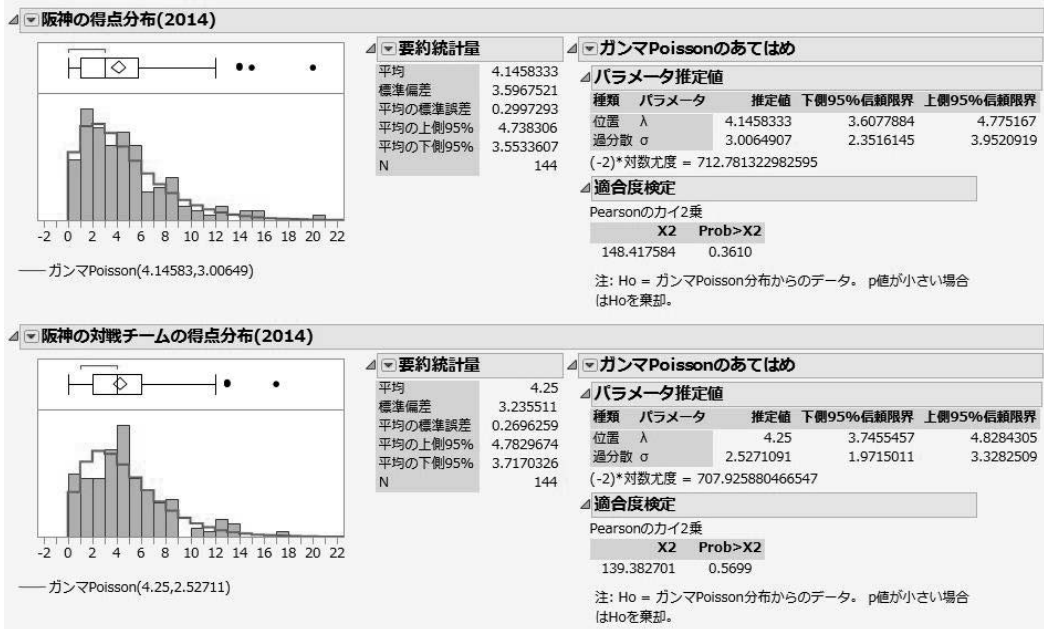 阪神の得点分布(2014)
-2 0 2 4 6 8 10 12 14 16 18 20 22
ガンマPoisson(4.14583,3.00649)
要約統計量
平均 4.1458333
標準偏差 3.5967521
平均の標準誤差 0.2997293
平均の上側95% 4.738306
平均の下側95% 3.5533607
N 144
ガンマPoissonのあてはめ
パラメータ推定値
種類 パラメータ 推定値 下側95%信頼限界 上側95%信頼限界
位置 λ 4.1458333 3.6077884 4.775167
過分散 σ 3.0064907 2.3516145 3.9520919
(-2)*対数尤度 = 712.781322982595
適合度検定
Pearsonのカイ2乗
X2 Prob>X2
148.417584 0.3610
注: Ho = ガンマPoisson分布からのデータ。 p値が小さい場合
はHoを棄却。
阪神の対戦チームの得点分布(2014)
-2 0 2 4 6 8 10 12 14 16 18 20 22
ガンマPoisson(4.25,2.52711)
要約統計量
平均 4.25
標準偏差 3.235511
平均の標準誤差 0.2696259
平均の上側95% 4.7829674
平均の下側95% 3.7170326
N 144
ガンマPoissonのあてはめ
パラメータ推定値
種類 パラメータ 推定値 下側95%信頼限界 上側95%信頼限界
位置 λ 4.25 3.7455457 4.8284305
過分散 σ 2.5271091 1.9715011 3.3282509
(-2)*対数尤度 = 707.925880466547
適合度検定
Pearsonのカイ2乗
X2 Prob>X2
139.382701 0.5699
注: Ho = ガンマPoisson分布からのデータ。 p値が小さい場合
はHoを棄却。